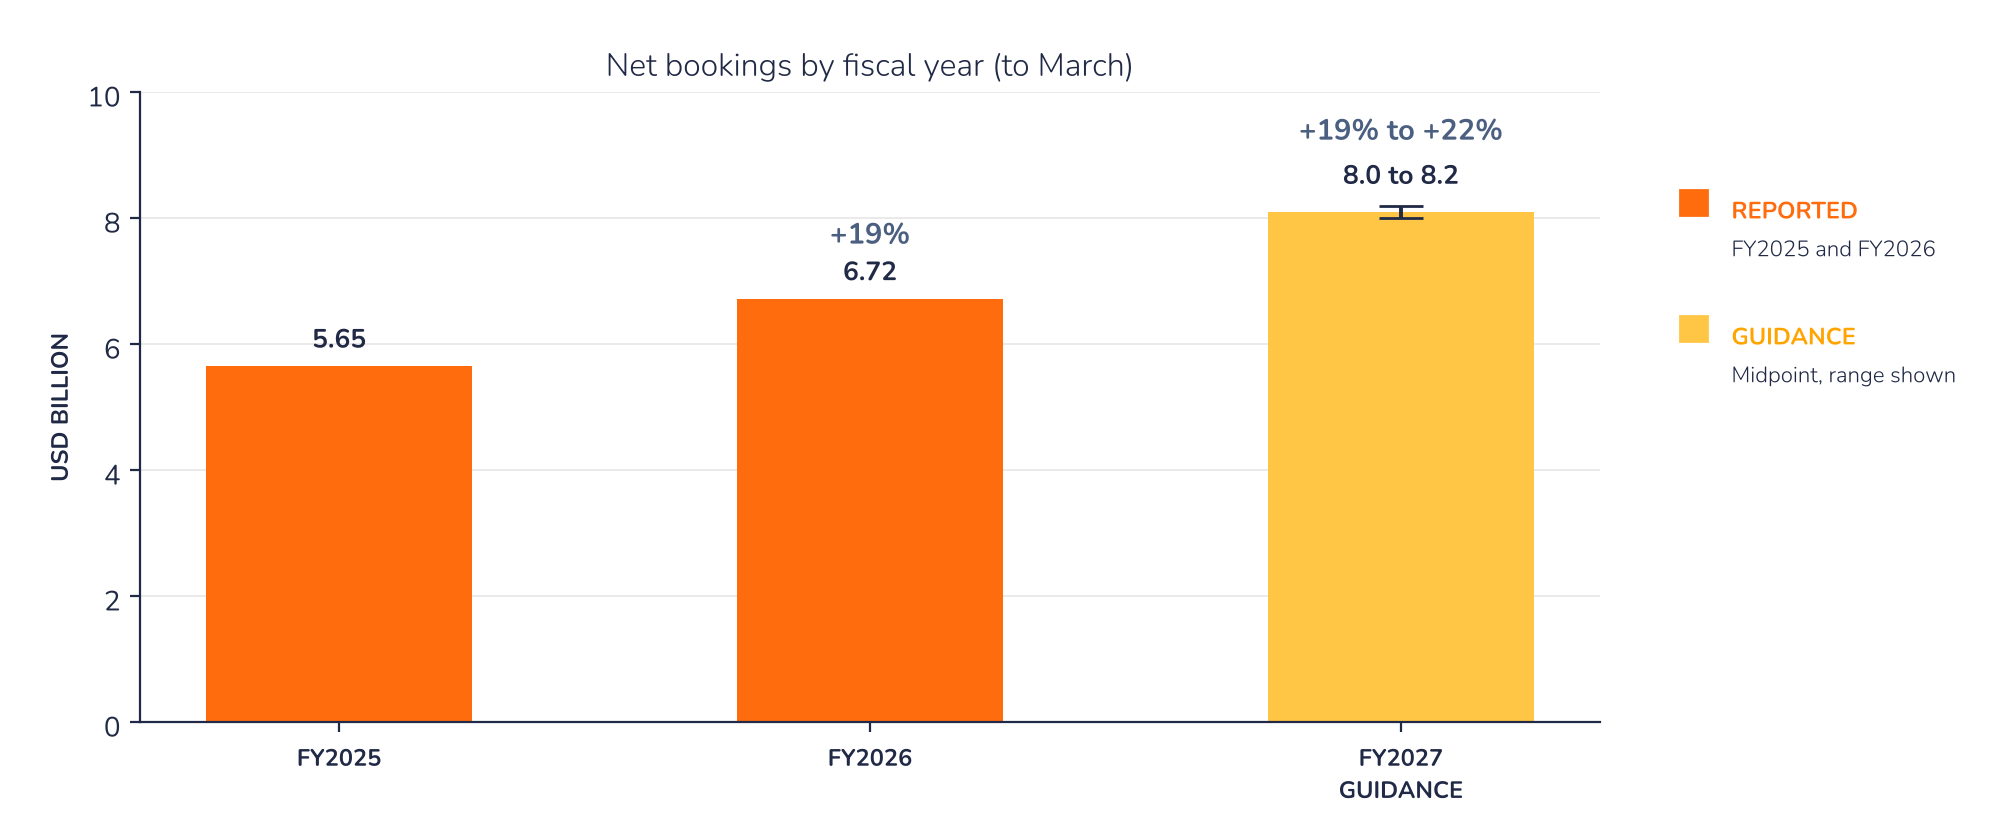 Net bookings by fiscal year (to March)
USD BILLION
10
8
6
4
2
0
5.65
+19%
6.72
+19% to +22%
8.0 to 8.2
FY2025
FY2026
FY2027
GUIDANCE
REPORTED
FY2025 and FY2026
GUIDANCE
Midpoint, range shown